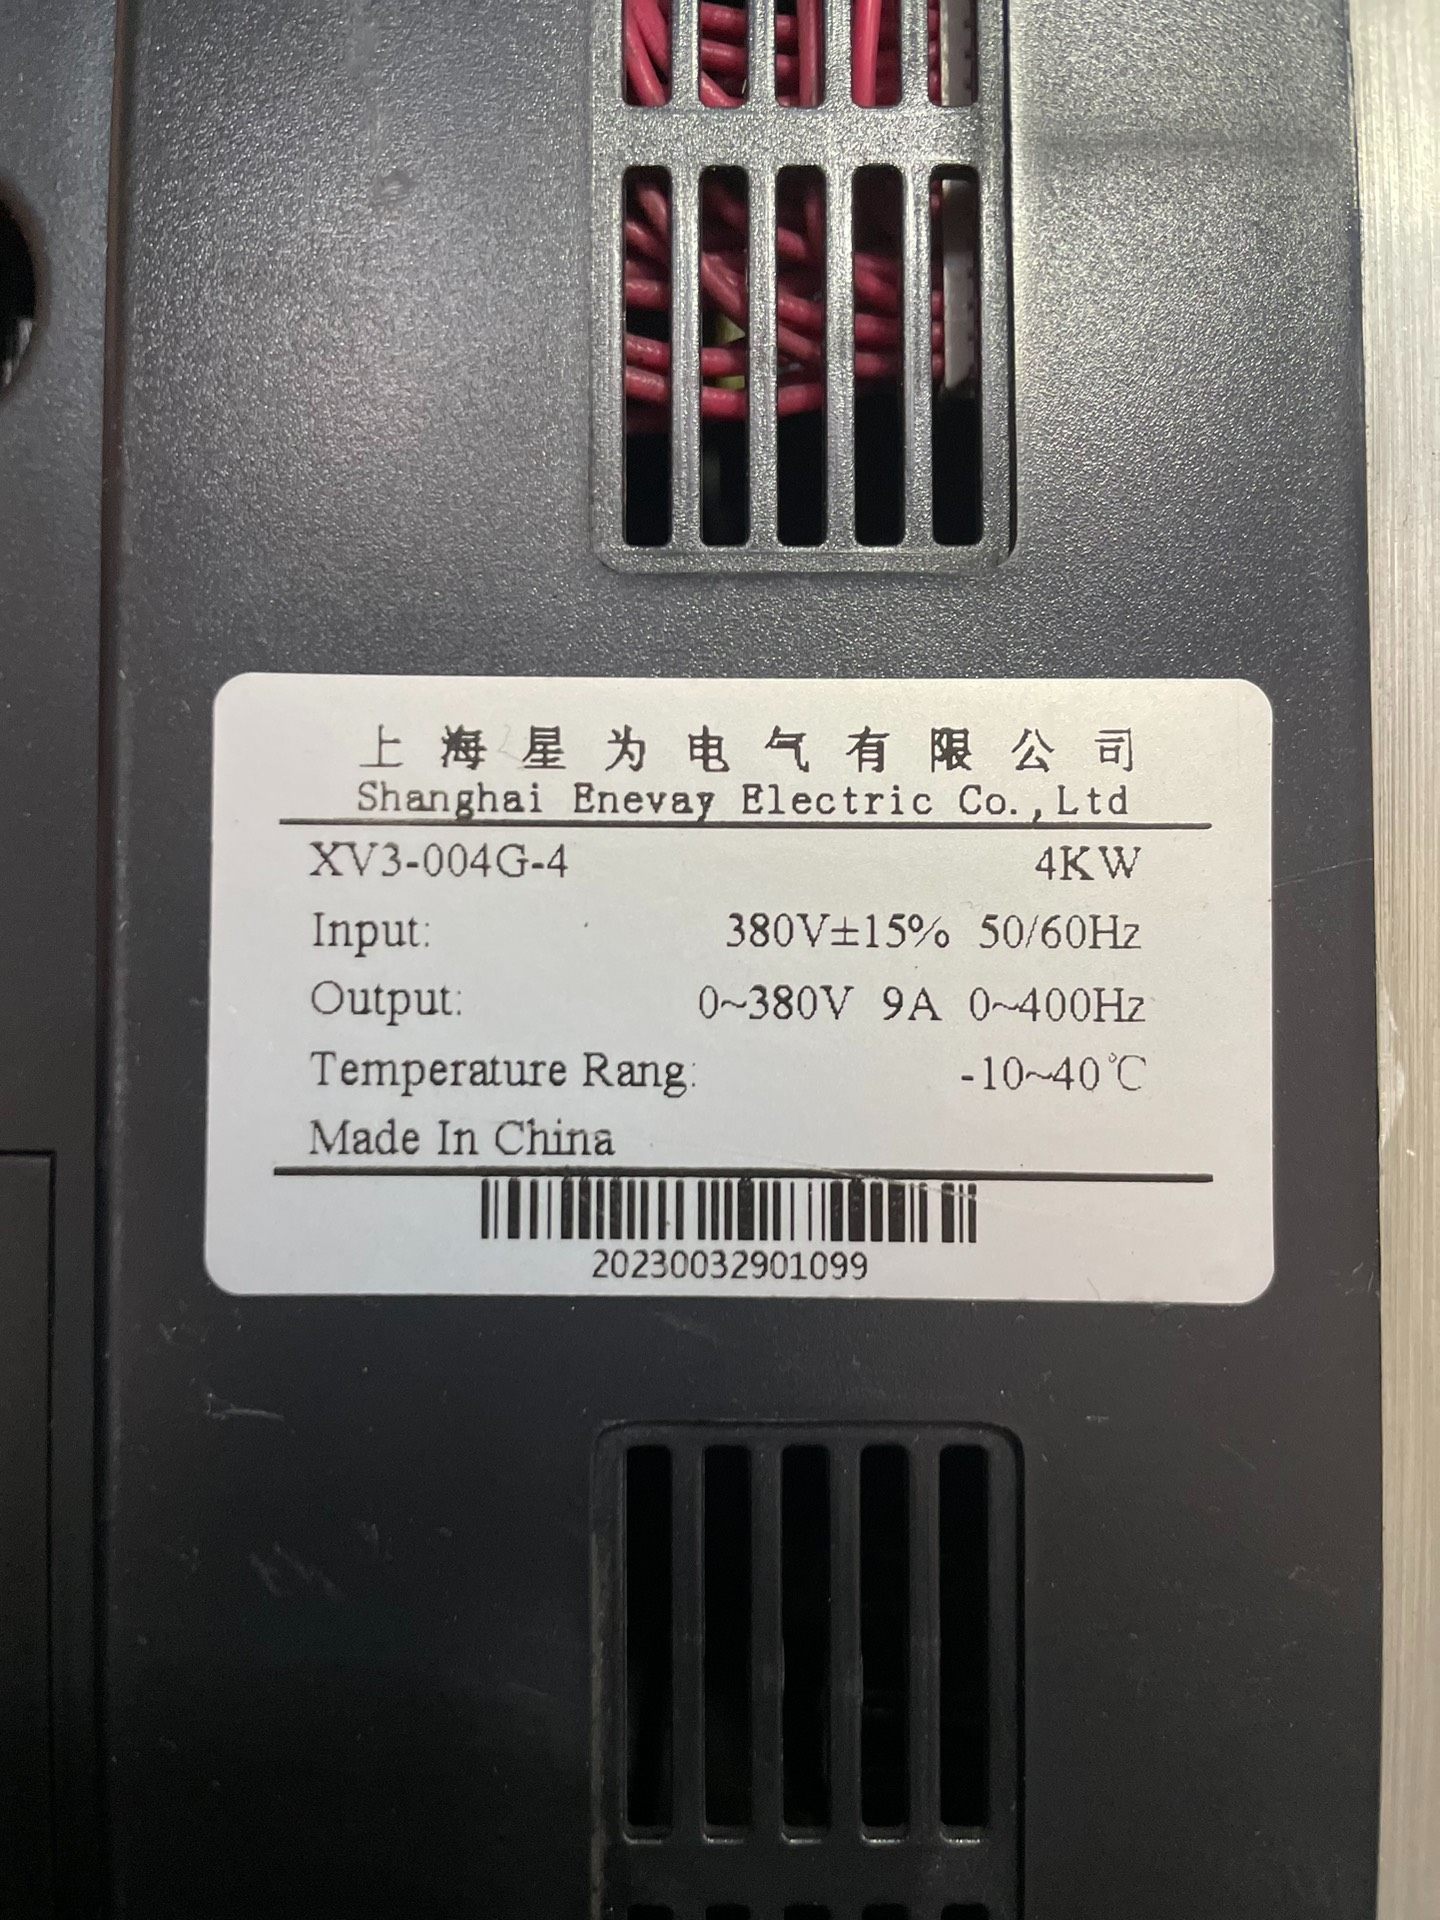 上海星为电气有限公司
Shanghai Enevay Electric Co.,Ltd
XV3-004G-4 4KW
Input: 380V±15% 50/60Hz
Output: 0~380V 9A 0~400Hz
Temperature Rang: -10~40℃
Made In China
20230032901099